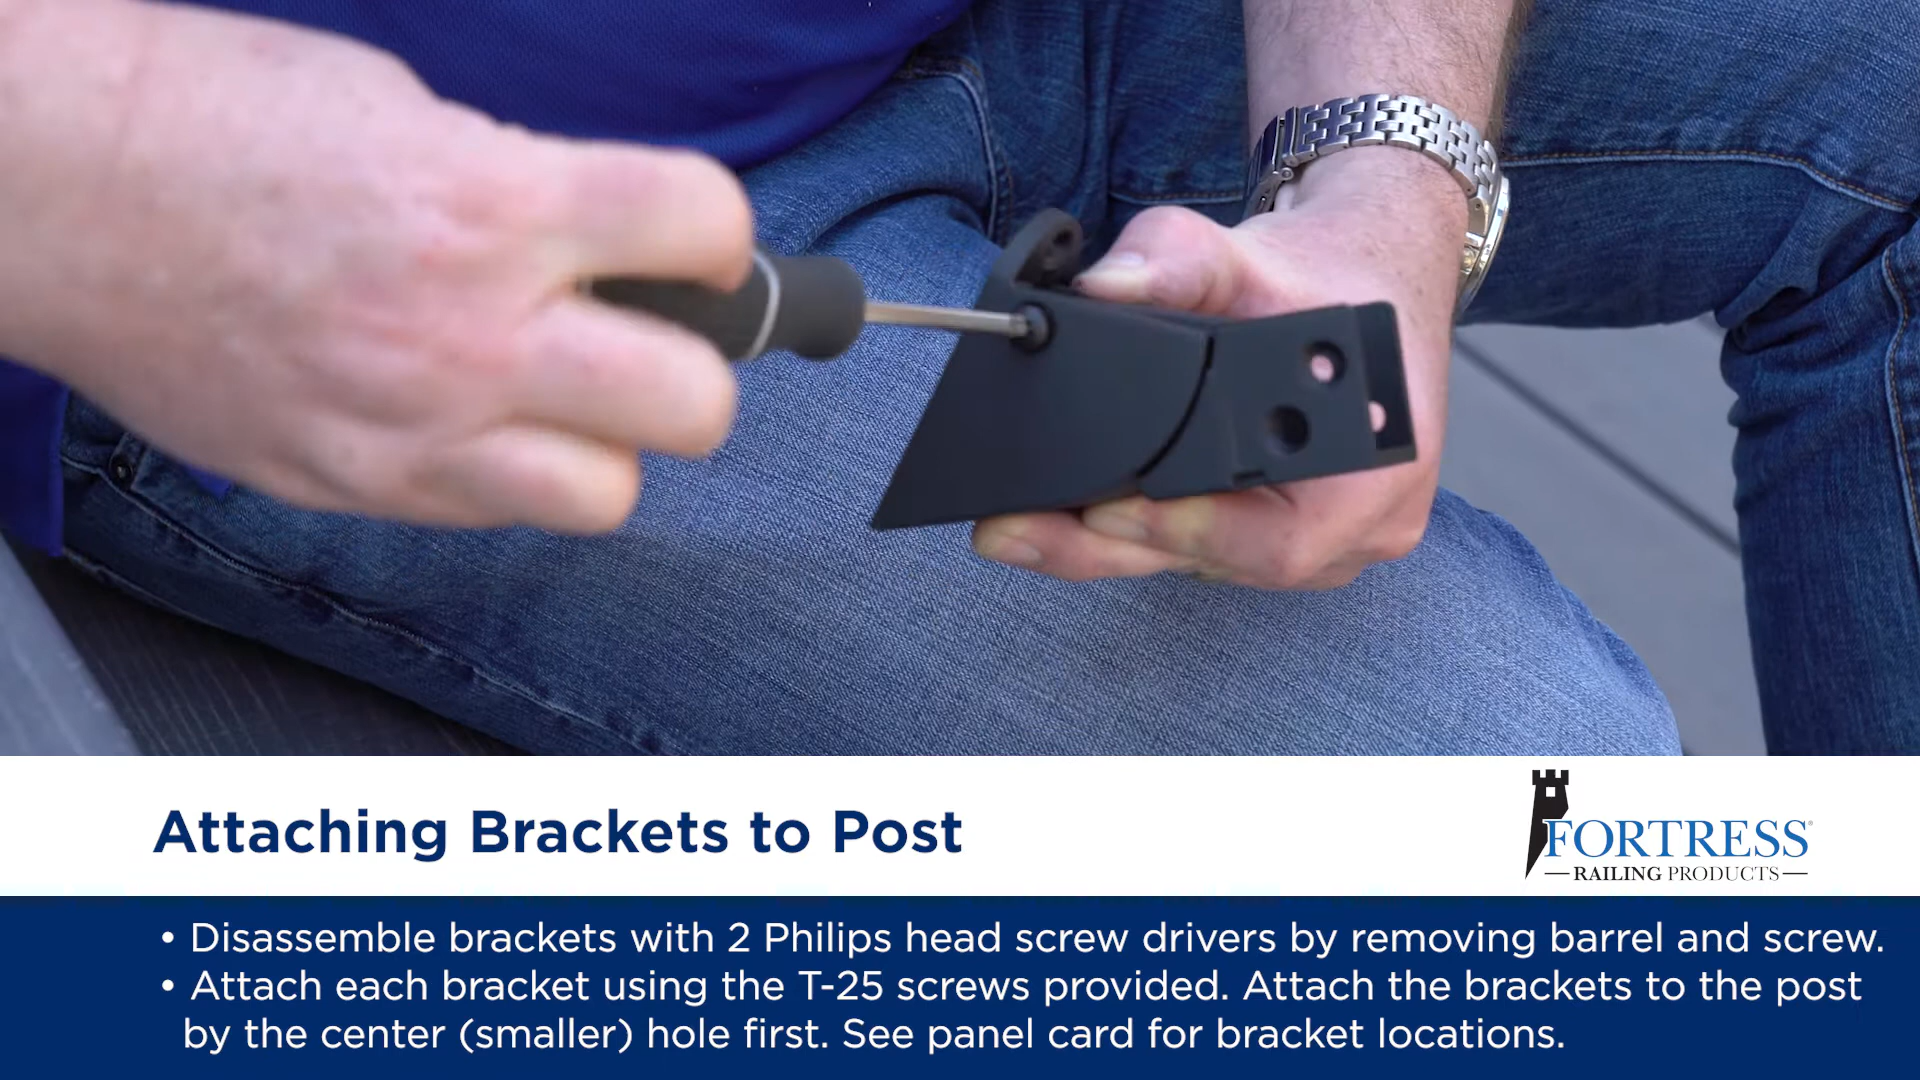 Attaching Brackets to Post
FORTRESS®
RAILING PRODUCTS
• Disassemble brackets with 2 Philips head screw drivers by removing barrel and screw.
• Attach each bracket using the T-25 screws provided. Attach the brackets to the post
by the center (smaller) hole first. See panel card for bracket locations.